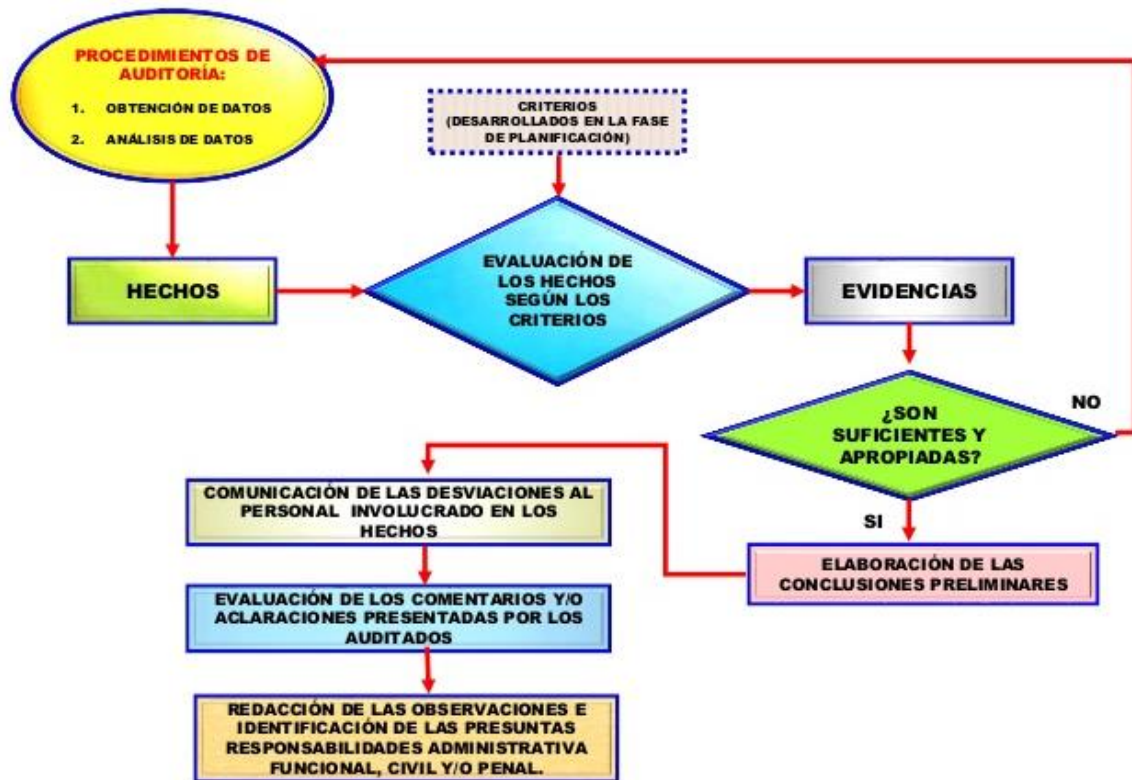 PROCEDIMIENTOS DE
AUDITORÍA:
1. OBTENCIÓN DE DATOS
2. ANÁLISIS DE DATOS
CRITERIOS
(DESARROLLADOS EN LA FASE
DE PLANIFICACIÓN)
HECHOS
EVALUACIÓN DE
LOS HECHOS
SEGÚN LOS
CRITERIOS
EVIDENCIAS
¿SON
SUFICIENTES Y
APROPIADAS?
NO
SI
ELABORACIÓN DE LAS
CONCLUSIONES PRELIMINARES
COMUNICACIÓN DE LAS DESVIACIONES AL
PERSONAL INVOLUCRADO EN LOS
HECHOS
EVALUACIÓN DE LOS COMENTARIOS Y/O
ACLARACIONES PRESENTADAS POR LOS
AUDITADOS
REDACCIÓN DE LAS OBSERVACIONES E
IDENTIFICACIÓN DE LAS PRESUNTAS
RESPONSABILIDADES ADMINISTRATIVA
FUNCIONAL, CIVIL Y/O PENAL.